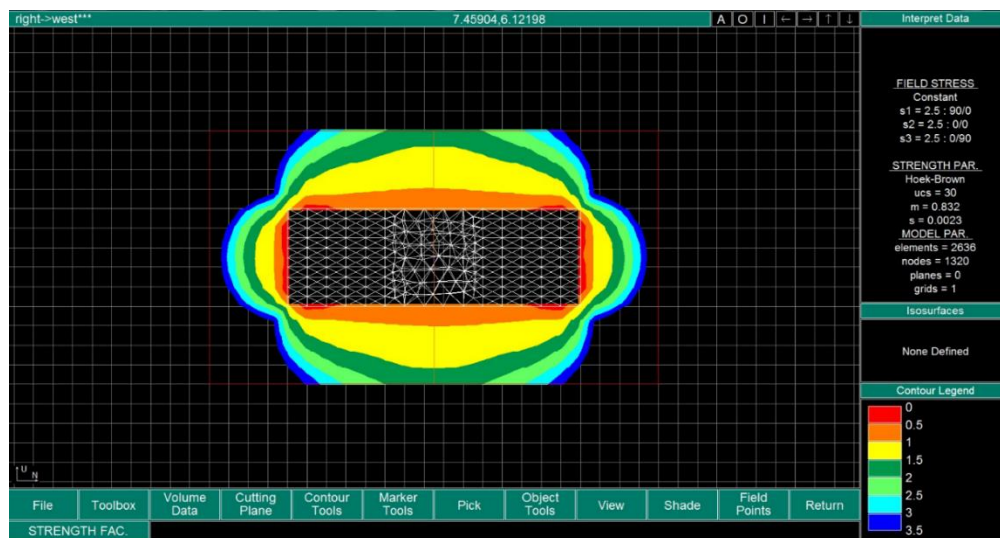 right->west***
7.45904,6.12198
A O I ← → ↑ ↓
Interpret Data
FIELD STRESS
Constant
s1 = 2.5 : 90/0
s2 = 2.5 : 0/0
s3 = 2.5 : 0/90
STRENGTH PAR.
Hoek-Brown
ucs = 30
m = 0.832
s = 0.0023
MODEL PAR.
elements = 2636
nodes = 1320
planes = 0
grids = 1
Isosurfaces
None Defined
Contour Legend
0
0.5
1
1.5
2
2.5
3
3.5
U
N
File
Toolbox
Volume
Data
Cutting
Plane
Contour
Tools
Marker
Tools
Pick
Object
Tools
View
Shade
Field
Points
Return
STRENGTH FAC.